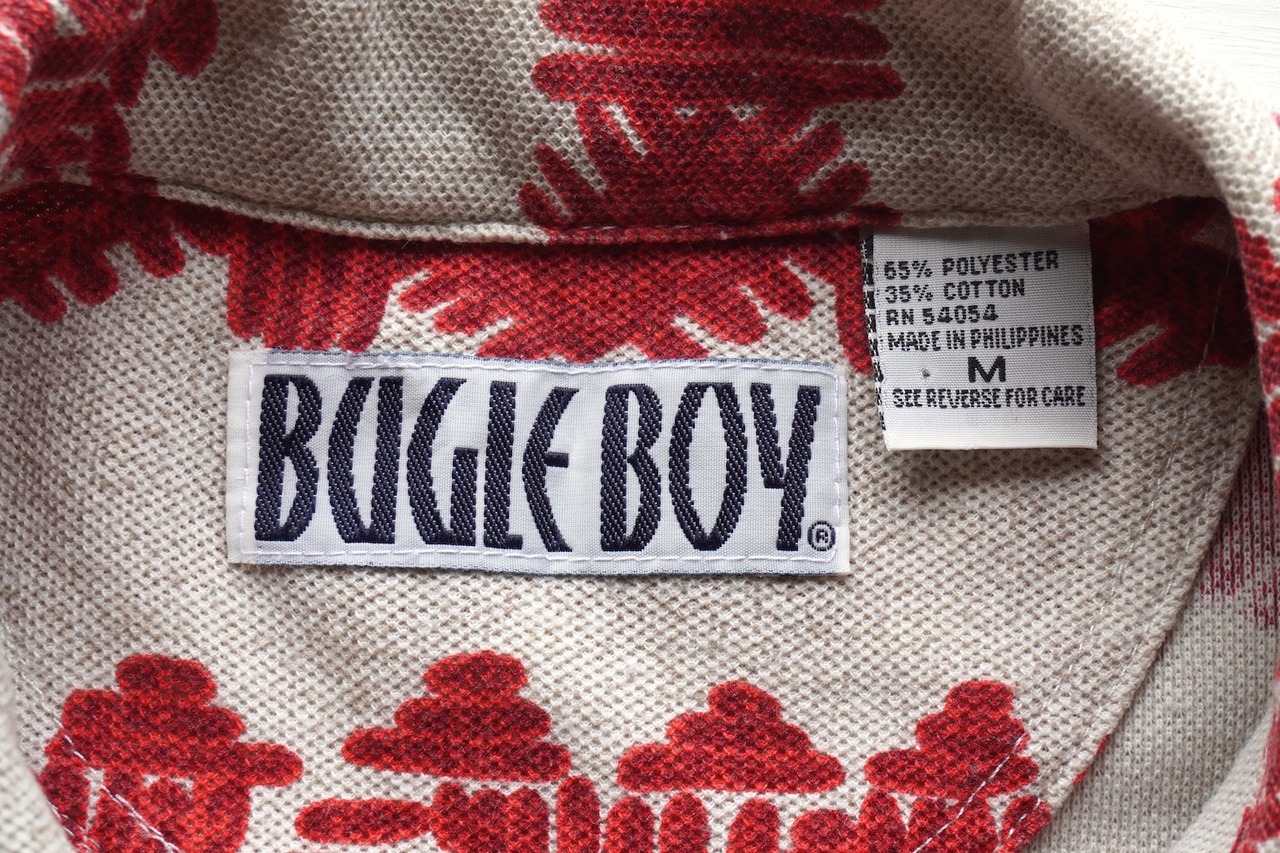 BUGLE BOY®
65% POLYESTER
35% COTTON
RN 54054
MADE IN PHILIPPINES
M
SEE REVERSE FOR CARE